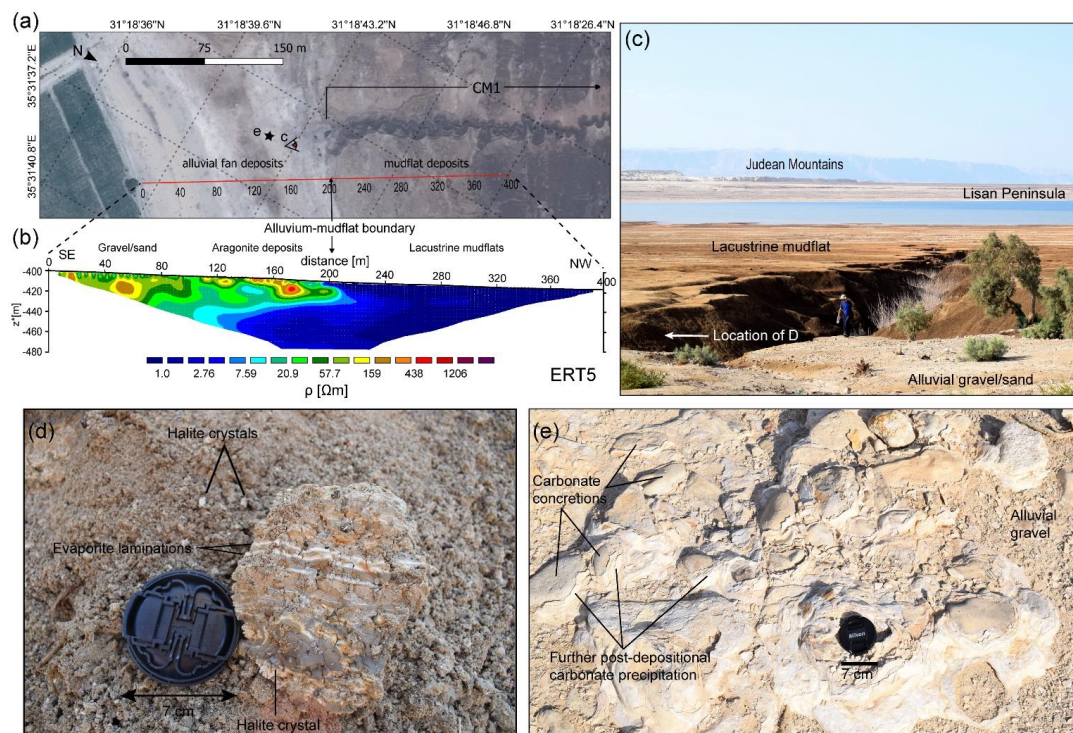 (a)
31°18'36"N
31°18'39.6"N
31°18'43.2"N
31°18'46.8"N
31°18'26.4"N
35°31'37.2"E
35°31'40.8"E
N
0 75 150 m
CM1
e
c
alluvial fan deposits
mudflat deposits
0 40 80 120 140 160 200 240 280 320 360 400
Alluvium-mudflat boundary
(b)
SE
Gravel/sand
Aragonite deposits
Lacustrine mudflats
distance [m]
NW
0 40 80 120 160 200 240 280 320 360 400
-400
-420
-460
-480
z*[m]
1.0 2.76 7.59 20.9 57.7 159 438 1206
ρ [Ωm]
ERT5
(c)
Judean Mountains
Lisan Peninsula
Lacustrine mudflat
Location of D
Alluvial gravel/sand
(d)
Halite crystals
Evaporite laminations
7 cm
Halite crystal
(e)
Carbonate
concretions
Alluvial
gravel
Further post-depositional
carbonate precipitation
Nikon
7 cm